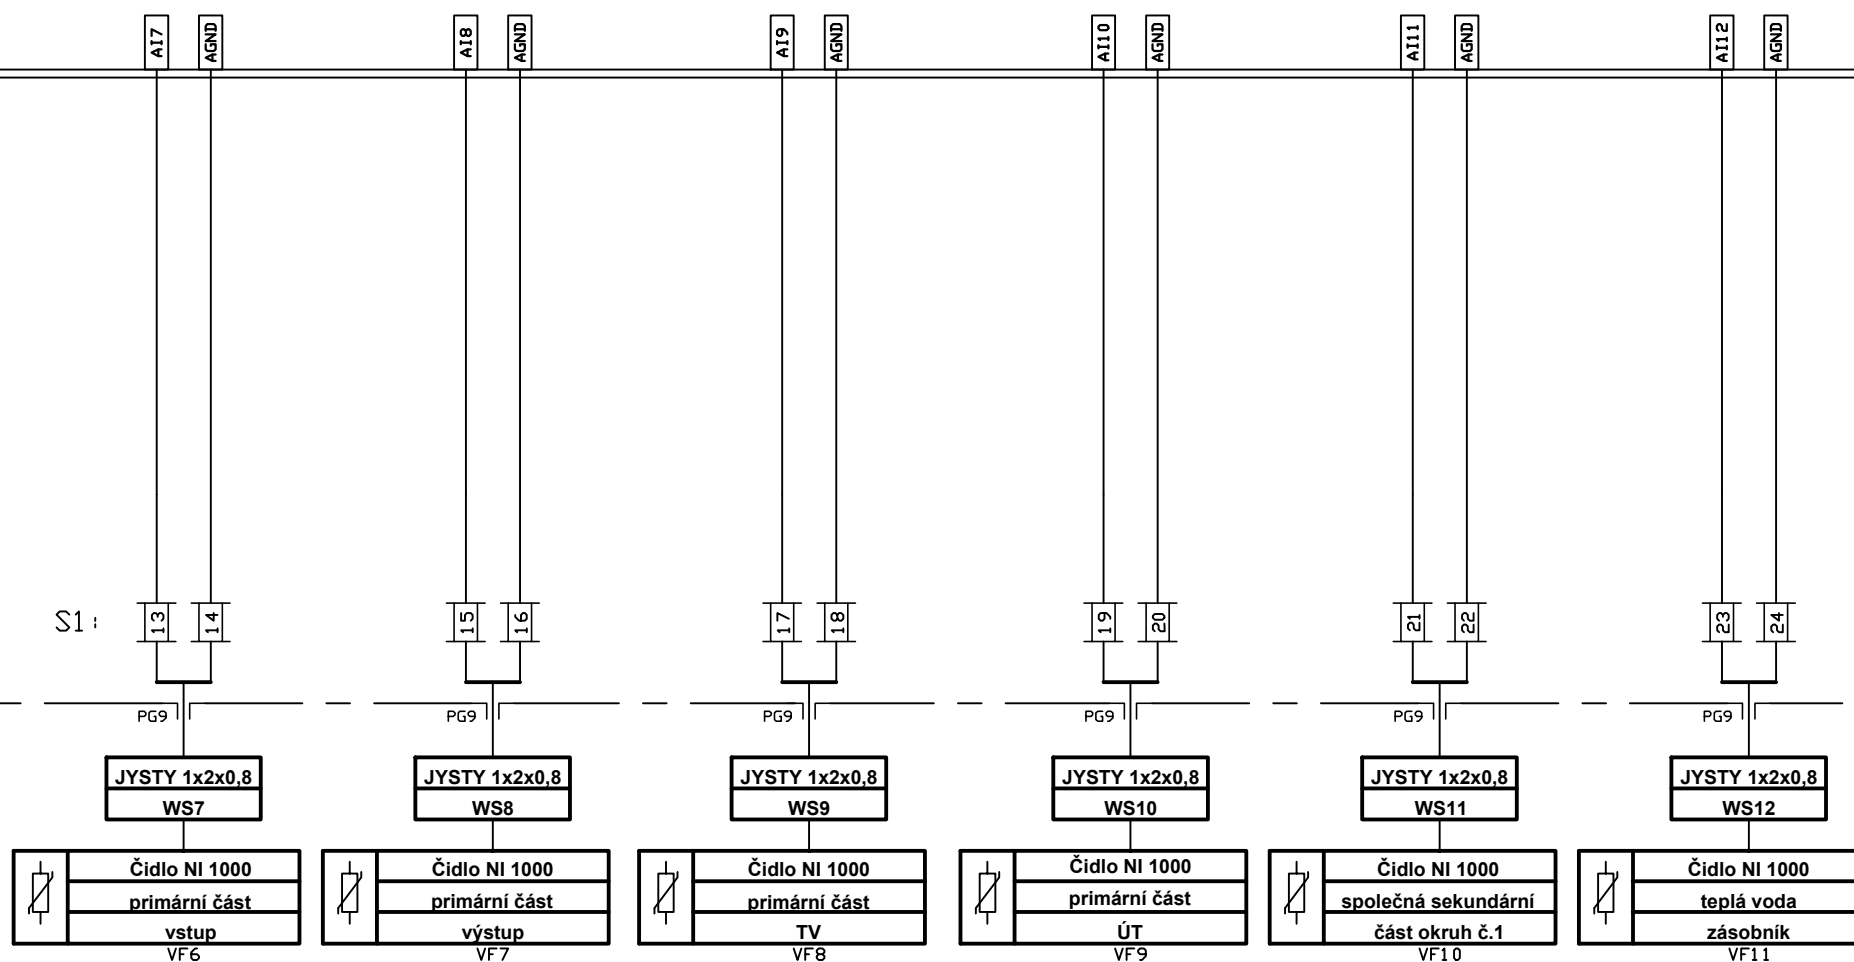 AI7 AGND AI8 AGND AI9 AGND AI10 AGND AI11 AGND AI12 AGND
S1: 13 14 15 16 17 18 19 20 21 22 23 24
PG9 PG9 PG9 PG9 PG9 PG9
JYSTY 1x2x0,8
WS7
JYSTY 1x2x0,8
WS8
JYSTY 1x2x0,8
WS9
JYSTY 1x2x0,8
WS10
JYSTY 1x2x0,8
WS11
JYSTY 1x2x0,8
WS12
Čidlo NI 1000
primární část
vstup
VF6
Čidlo NI 1000
primární část
výstup
VF7
Čidlo NI 1000
primární část
TV
VF8
Čidlo NI 1000
primární část
ÚT
VF9
Čidlo NI 1000
společná sekundární
část okruh č.1
VF10
Čidlo NI 1000
teplá voda
zásobník
VF11